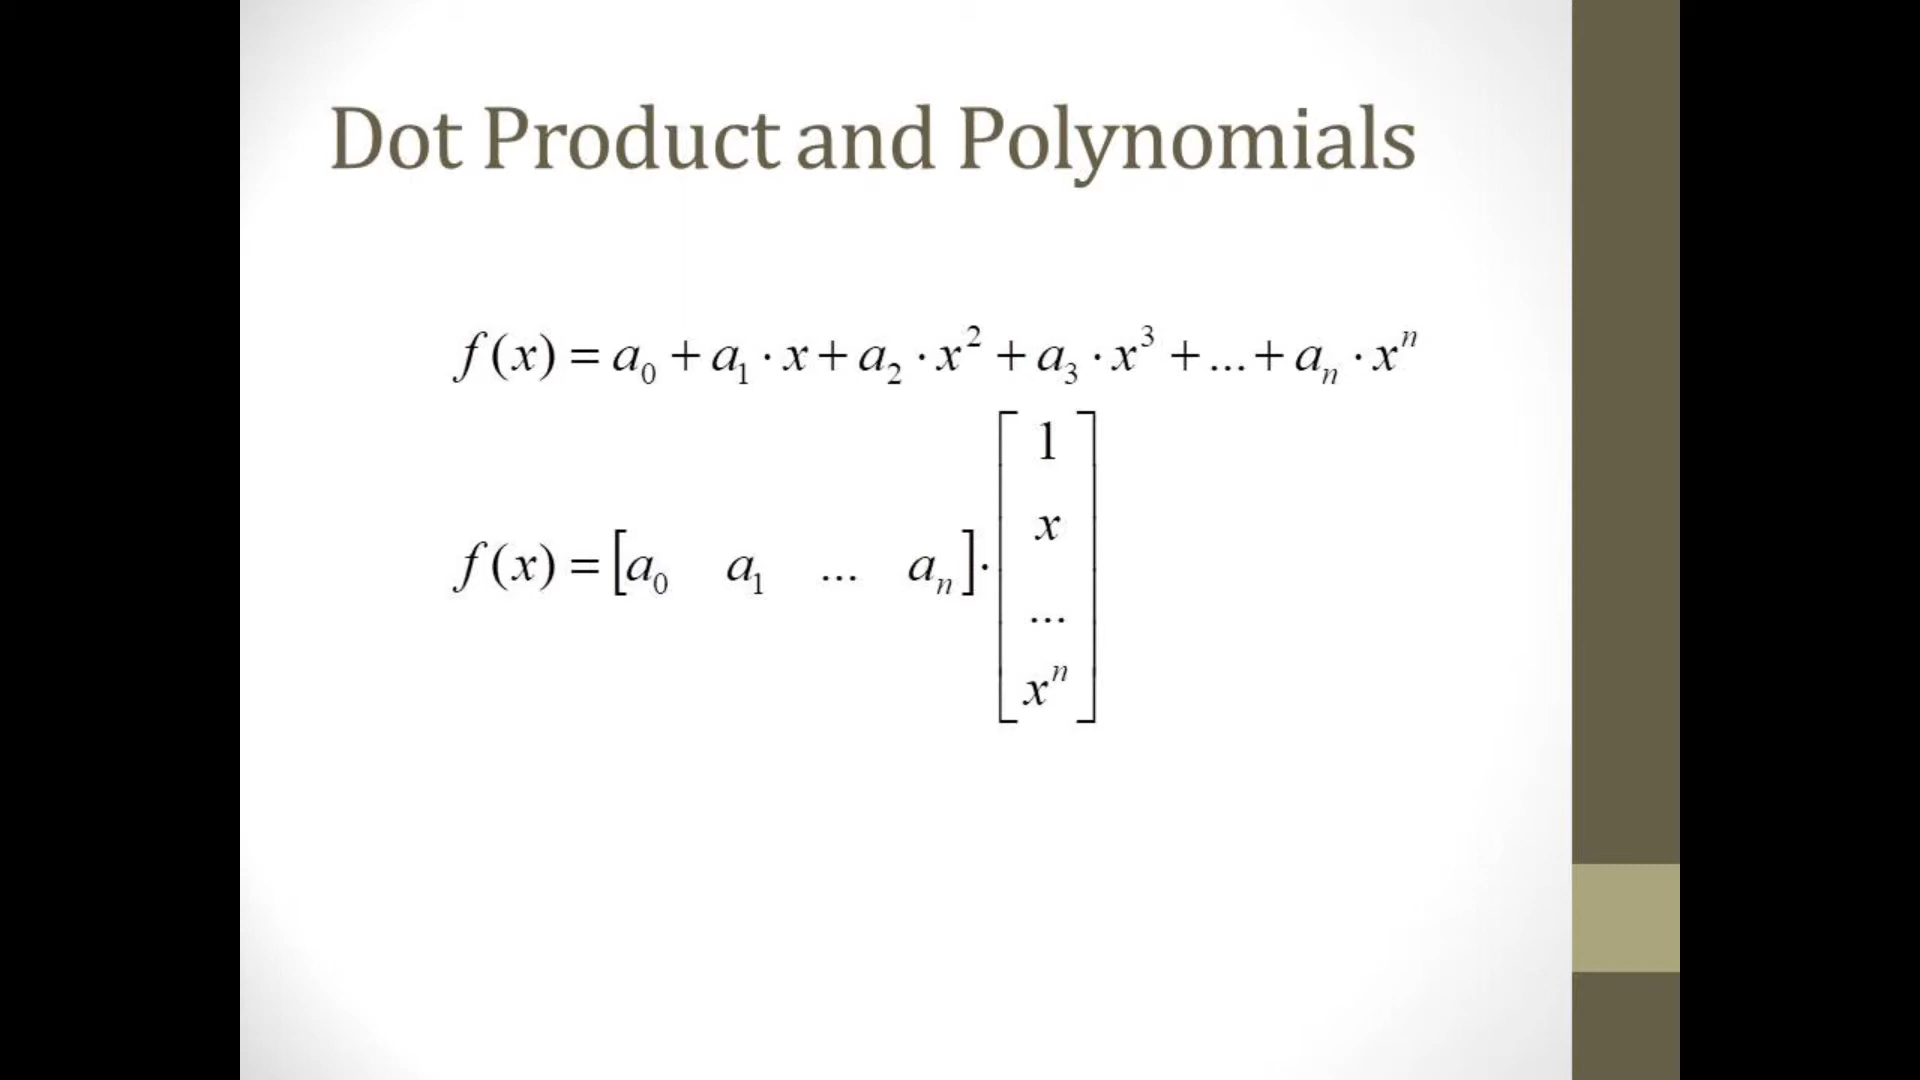 Dot Product and Polynomials
f(x) = a₀ + a₁ · x + a₂ · x² + a₃ · x³ + ... + aₙ · xⁿ
f(x) = [a₀ a₁ ... aₙ] · [1
x
...
xⁿ]